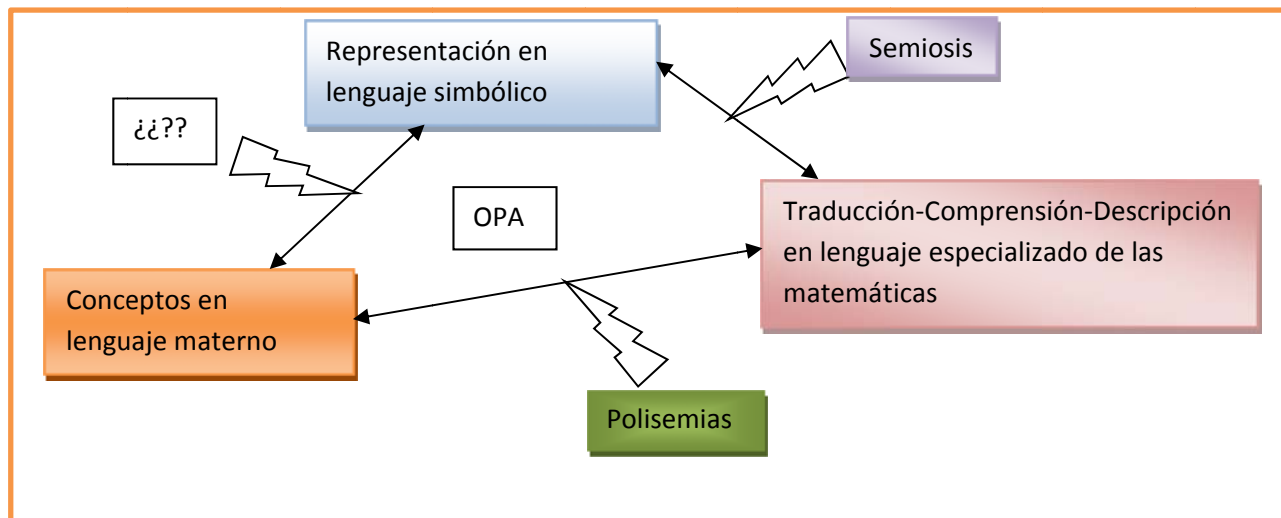 Representación en
lenguaje simbólico
Semiosis
¿¿??
OPA
Traducción-Comprensión-Descripción
en lenguaje especializado de las
matemáticas
Conceptos en
lenguaje materno
Polisemias